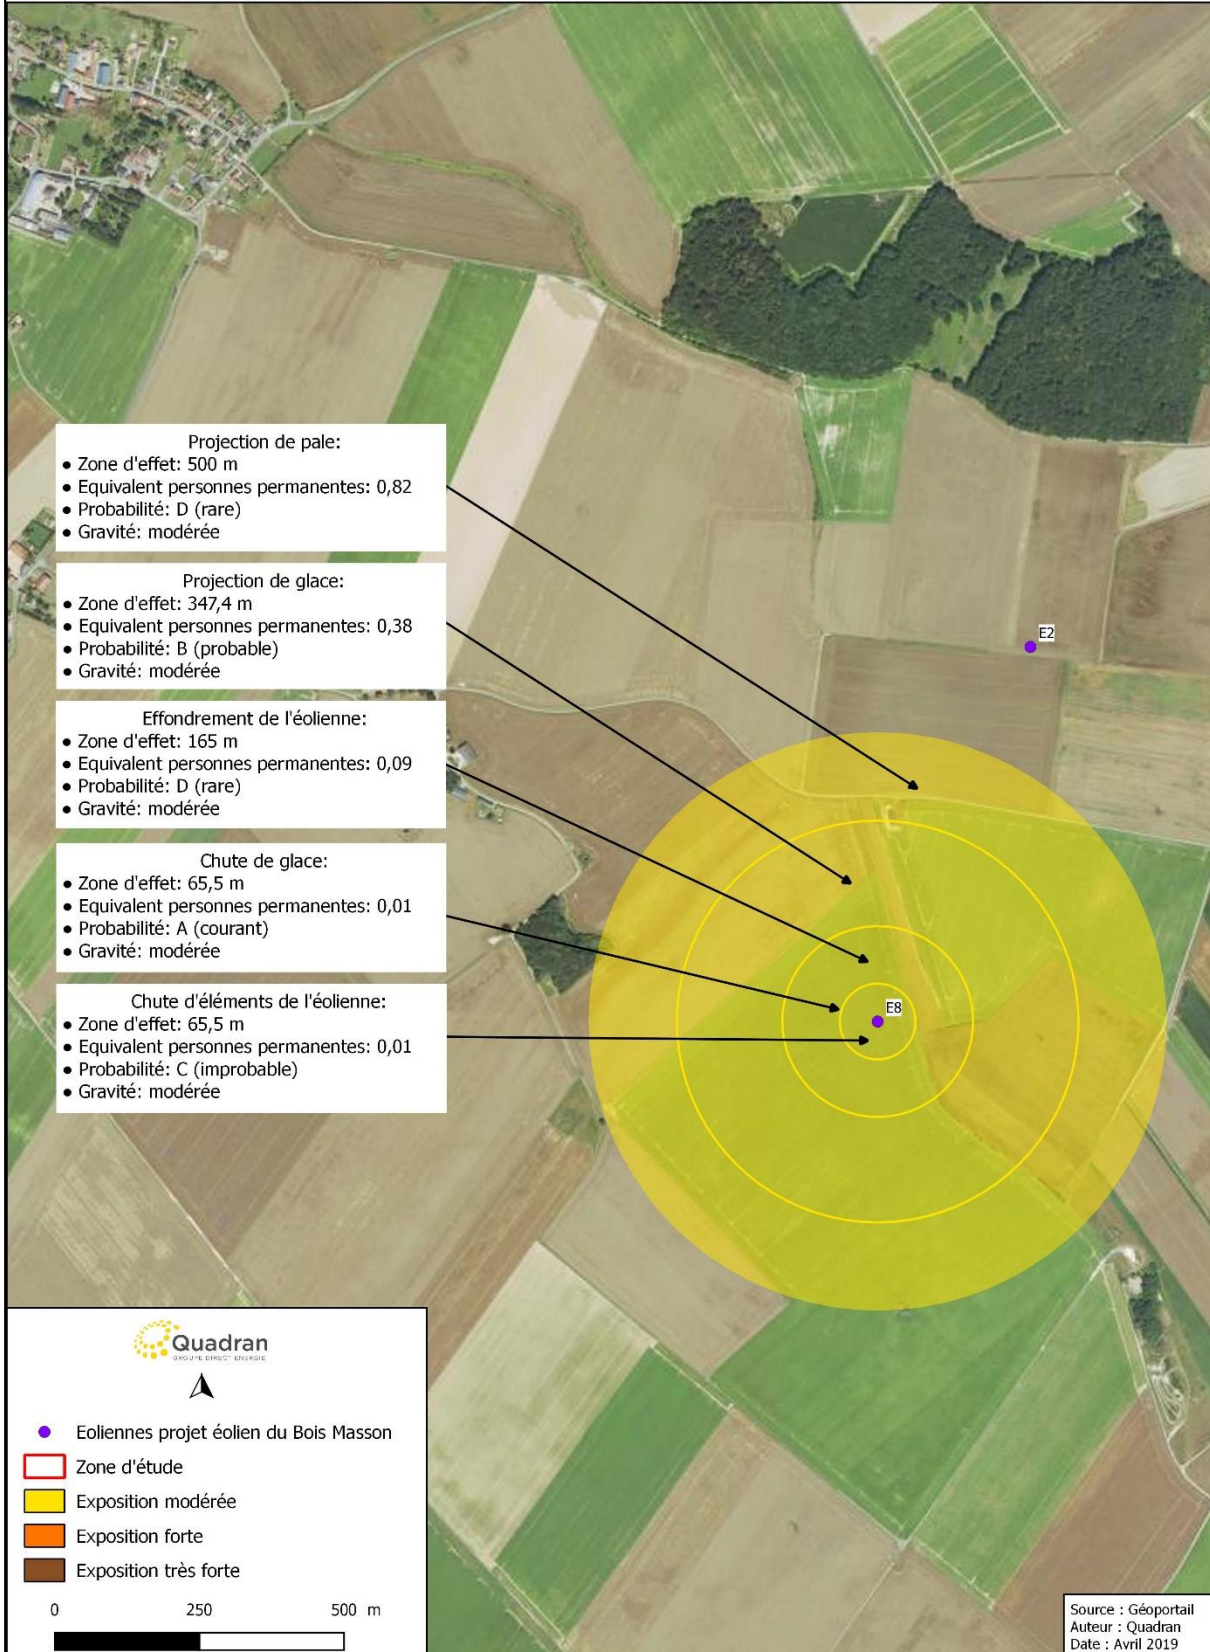 Projection de pale:
• Zone d'effet: 500 m
• Equivalent personnes permanentes: 0,82
• Probabilité: D (rare)
• Gravité: modérée
Projection de glace:
• Zone d'effet: 347,4 m
• Equivalent personnes permanentes: 0,38
• Probabilité: B (probable)
• Gravité: modérée
E2
Effondrement de l'éolienne:
• Zone d'effet: 165 m
• Equivalent personnes permanentes: 0,09
• Probabilité: D (rare)
• Gravité: modérée
Chute de glace:
• Zone d'effet: 65,5 m
• Equivalent personnes permanentes: 0,01
• Probabilité: A (courant)
• Gravité: modérée
Chute d'éléments de l'éolienne:
• Zone d'effet: 65,5 m
• Equivalent personnes permanentes: 0,01
• Probabilité: C (improbable)
• Gravité: modérée
E8
Quadran
GROUPE DIRECT ENERGIE
Eoliennes projet éolien du Bois Masson
Zone d'étude
Exposition modérée
Exposition forte
Exposition très forte
0 250 500 m
Source : Géoportail
Auteur : Quadran
Date : Avril 2019